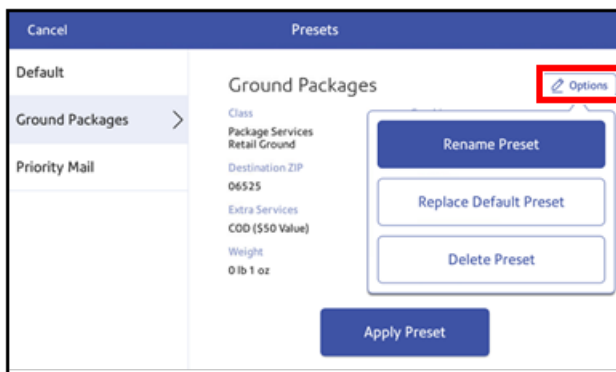 Cancel
Presets
Default
Ground Packages
Priority Mail
Ground Packages
Options
Class
Package Services
Retail Ground
Destination ZIP
06525
Extra Services
COD ($50 Value)
Weight
0 lb 1 oz
Rename Preset
Replace Default Preset
Delete Preset
Apply Preset